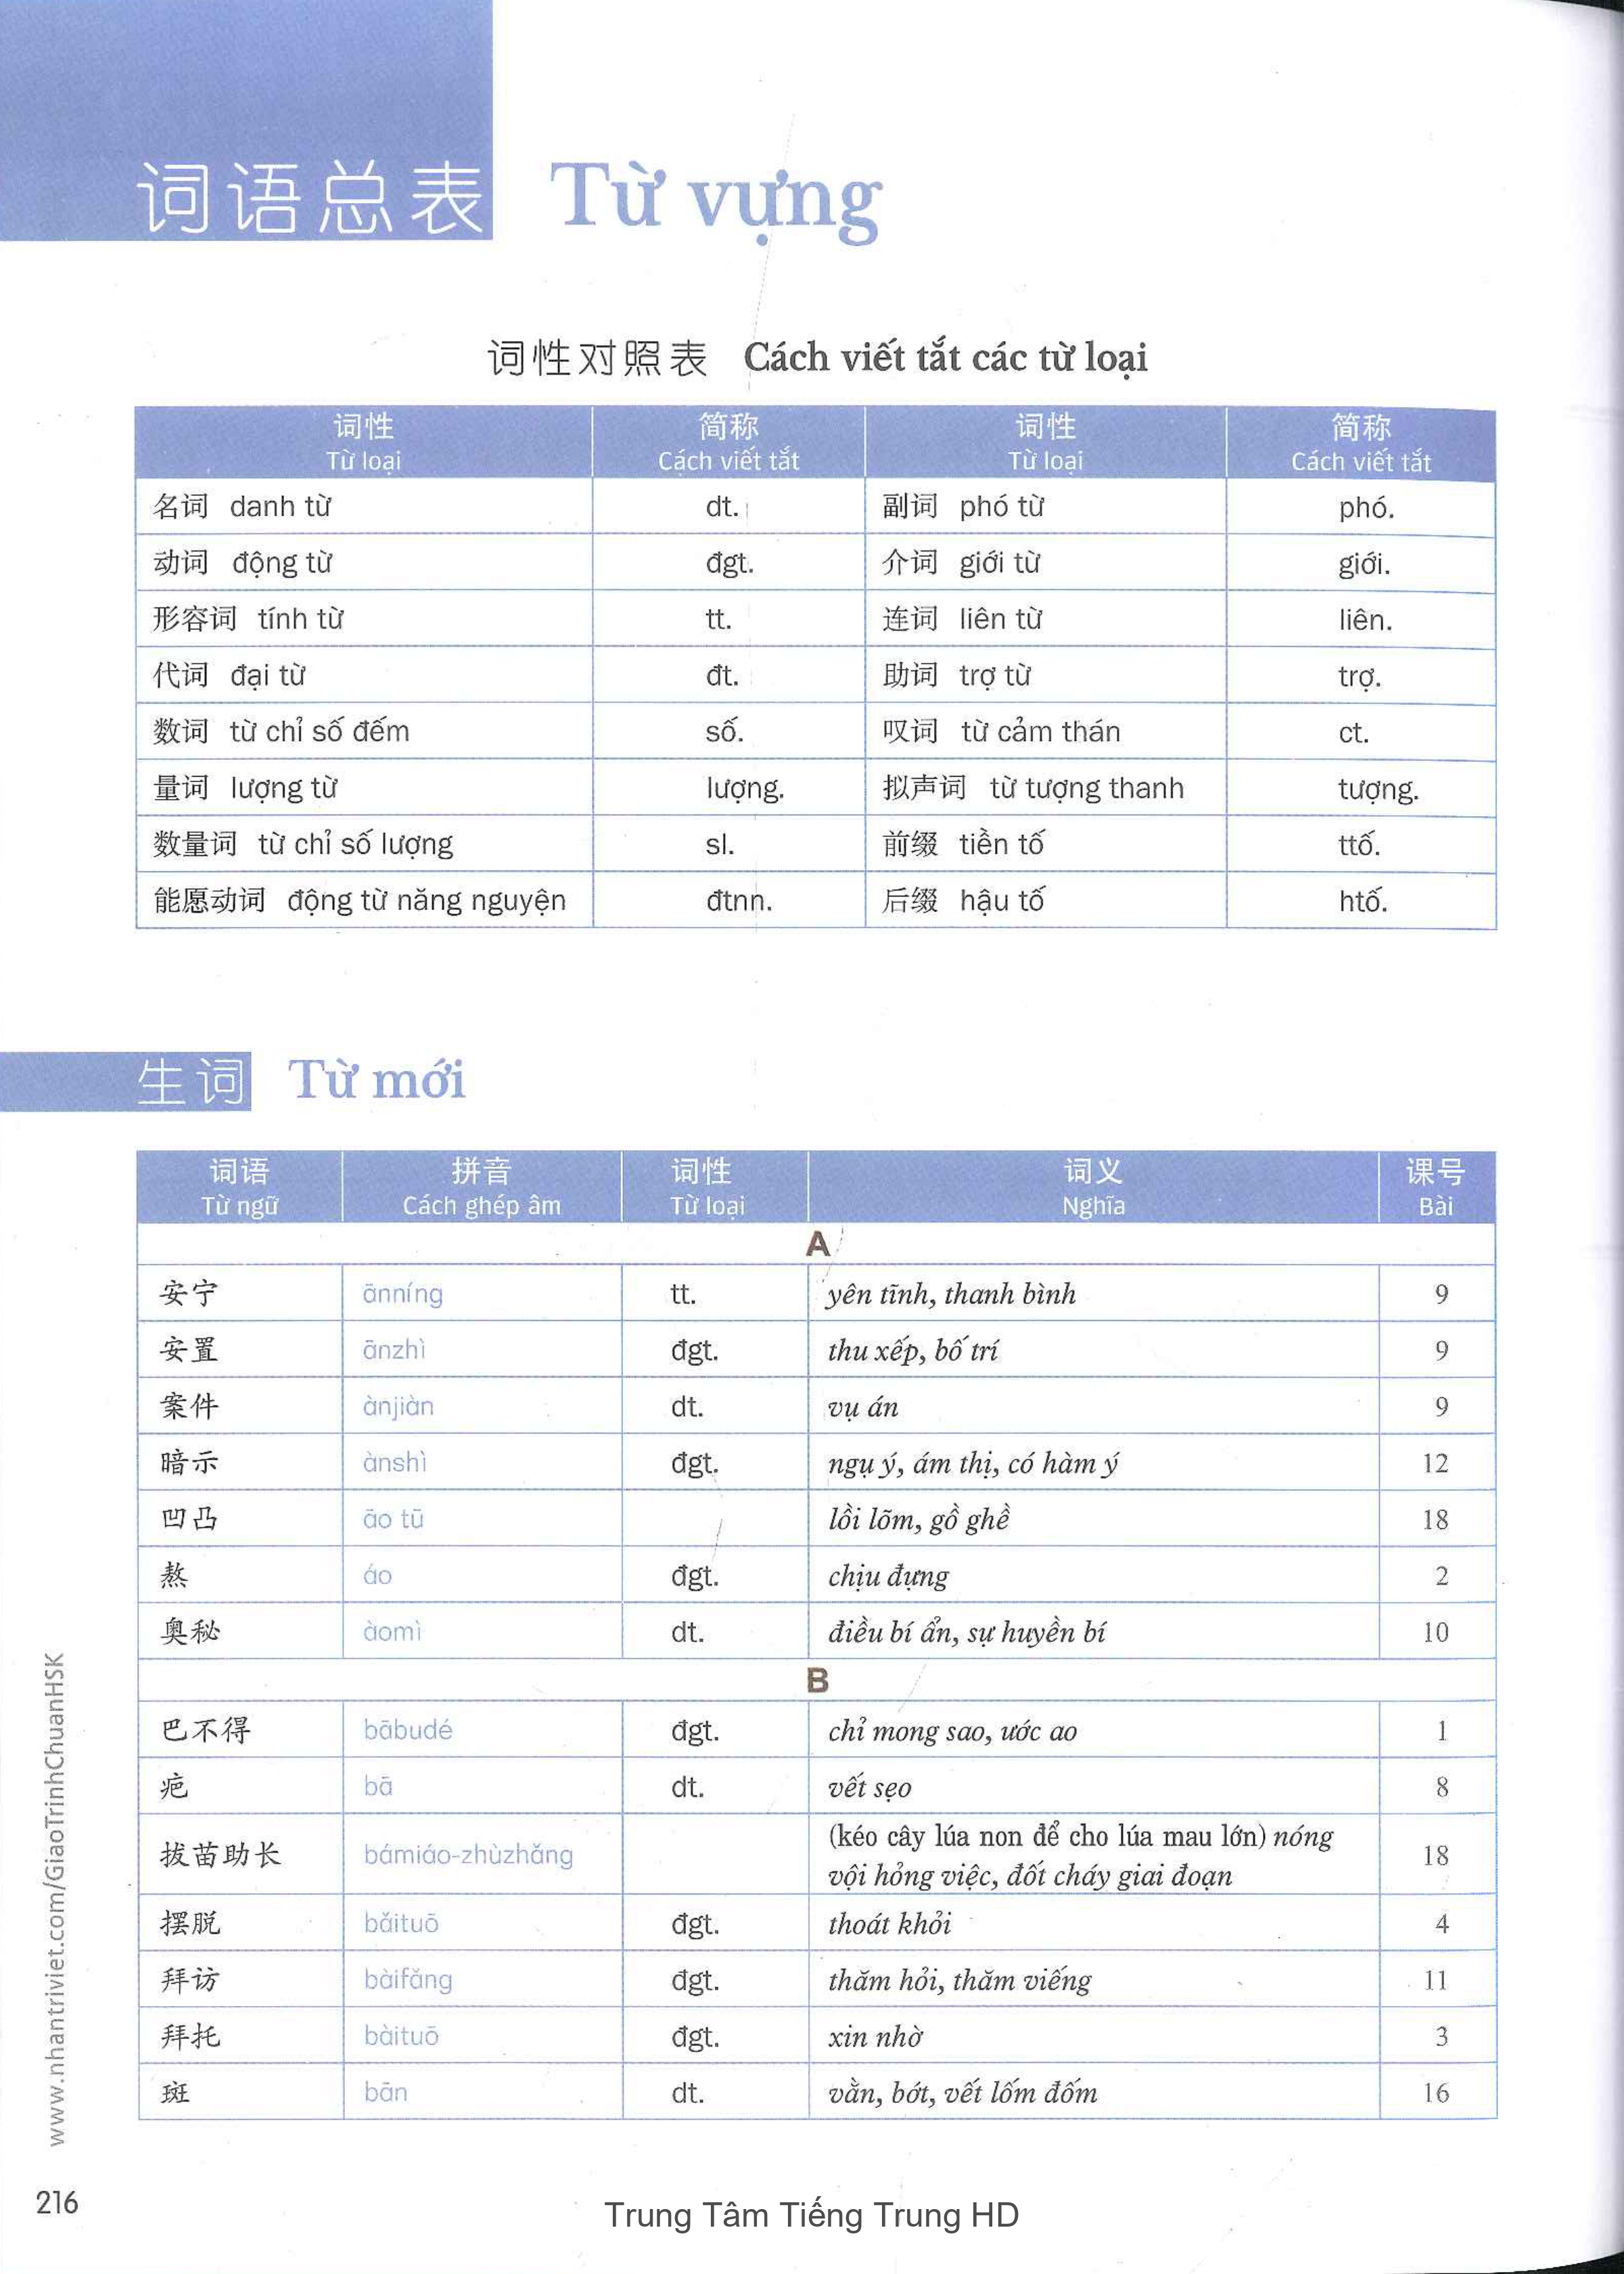 词语总表 Từ vựng
词性对照表 Cách viết tắt các từ loại
词性 简称 词性 简称
Từ loại Cách viết tắt Từ loại Cách viết tắt
名词 danh từ dt. 副词 phó từ phó.
动词 động từ đgt. 介词 giới từ giới.
形容词 tính từ tt. 连词 liên từ liên.
代词 đại từ đt. 助词 trợ từ trợ.
数词 từ chỉ số đếm số. 叹词 từ cảm thán ct.
量词 lượng từ lượng. 拟声词 từ tượng thanh tượng.
数量词 từ chỉ số lượng sl. 前缀 tiền tố ttố.
能愿动词 động từ năng nguyện đtnn. 后缀 hậu tố htố.
生词 Từ mới
词语 拼音 词性 词义 课号
Từ ngữ Cách ghép âm Từ loại Nghĩa Bài
A
安宁 ānníng tt. yên tĩnh, thanh bình 9
安置 ānzhì đgt. thu xếp, bố trí 9
案件 ànjiàn dt. vụ án 9
暗示 ànshì đgt. ngụ ý, ám thị, có hàm ý 12
凹凸 āo tū lồi lõm, gồ ghề 18
熬 áo đgt. chịu đựng 2
奥秘 àomì dt. điều bí ẩn, sự huyền bí 10
B
巴不得 bābudé đgt. chỉ mong sao, ước ao 1
疤 bā dt. vết sẹo 8
拔苗助长 bámiáo-zhùzhǎng (kéo cây lúa non để cho lúa mau lớn) nóng
vội hỏng việc, đốt cháy giai đoạn 18
摆脱 bǎituō đgt. thoát khỏi 4
拜访 bàifǎng đgt. thăm hỏi, thăm viếng 11
拜托 bàituō đgt. xin nhờ 3
斑 bān dt. vằn, bớt, vết lốm đốm 16
www.nhantriviet.com/GiaoTrinhChuanHSK
216
Trung Tâm Tiếng Trung HD